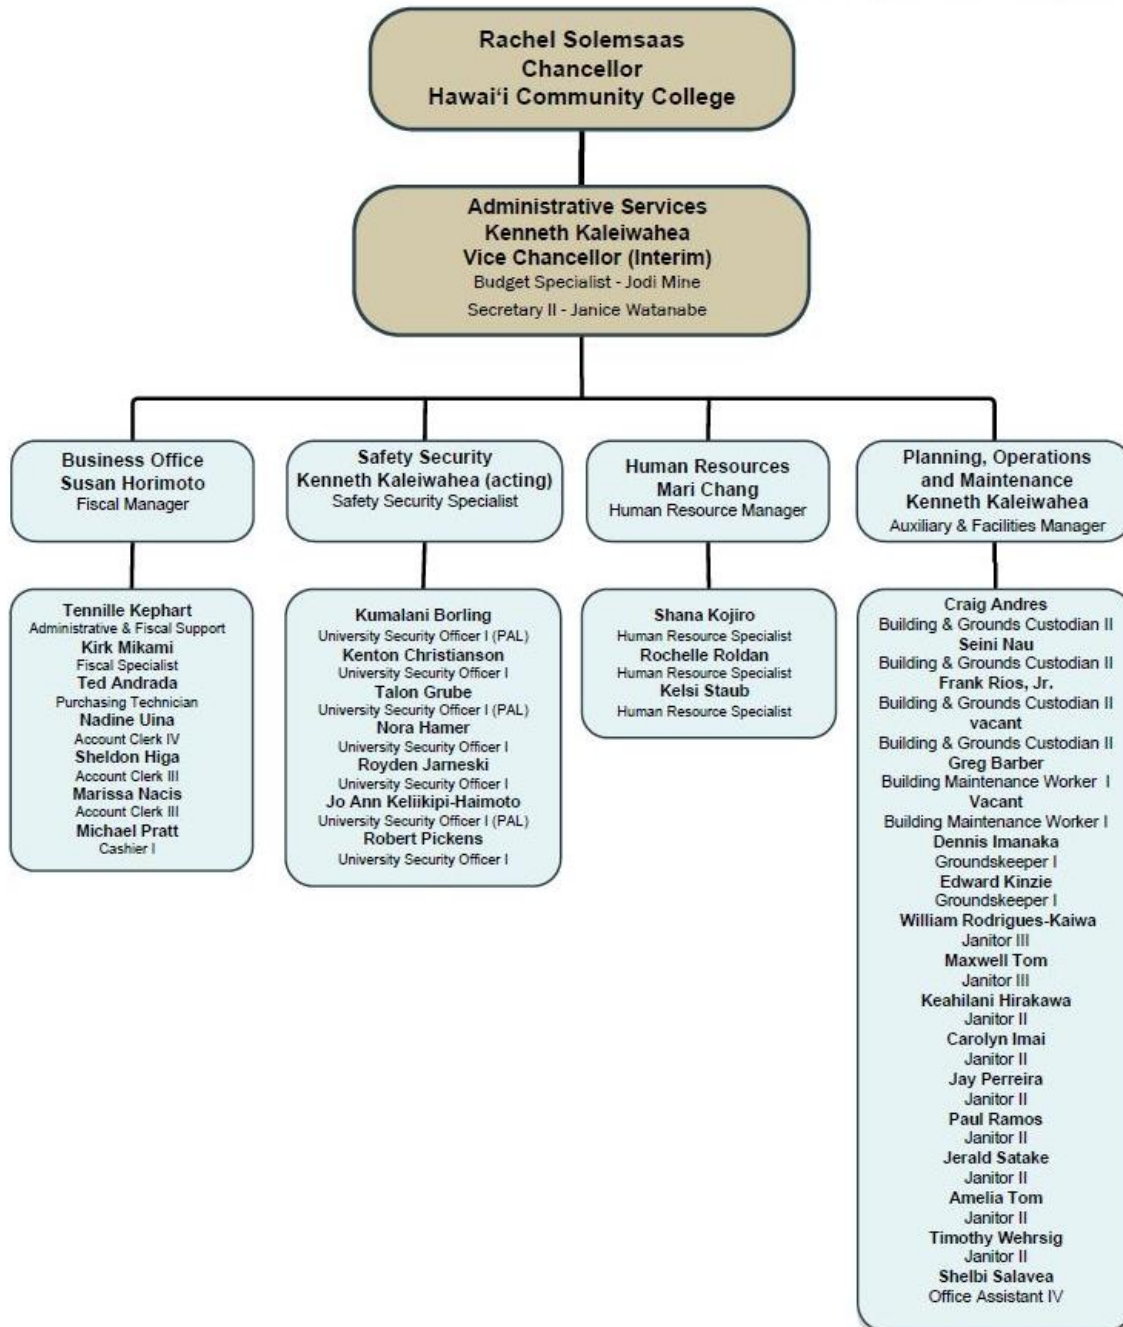 Rachel Solemsaas
Chancellor
Hawai‘i Community College
Administrative Services
Kenneth Kaleiwahea
Vice Chancellor (Interim)
Budget Specialist - Jodi Mine
Secretary II - Janice Watanabe
Business Office
Susan Horimoto
Fiscal Manager
Safety Security
Kenneth Kaleiwahea (acting)
Safety Security Specialist
Human Resources
Mari Chang
Human Resource Manager
Planning, Operations
and Maintenance
Kenneth Kaleiwahea
Auxiliary & Facilities Manager
Tennille Kephart
Administrative & Fiscal Support
Kirk Mikami
Fiscal Specialist
Ted Andrada
Purchasing Technician
Nadine Uina
Account Clerk IV
Sheldon Higa
Account Clerk III
Marissa Nacis
Account Clerk III
Michael Pratt
Cashier I
Kumalani Borling
University Security Officer I (PAL)
Kenton Christianson
University Security Officer I
Talon Grube
University Security Officer I (PAL)
Nora Hamer
University Security Officer I
Royden Jarneski
University Security Officer I
Jo Ann Keliikipi-Haimoto
University Security Officer I (PAL)
Robert Pickens
University Security Officer I
Shana Kojiro
Human Resource Specialist
Rochelle Roldan
Human Resource Specialist
Kelsi Staub
Human Resource Specialist
Craig Andres
Building & Grounds Custodian II
Seini Nau
Building & Grounds Custodian II
Frank Rios, Jr.
Building & Grounds Custodian II
vacant
Building & Grounds Custodian II
Greg Barber
Building Maintenance Worker I
Vacant
Building Maintenance Worker I
Dennis Imanaka
Groundskeeper I
Edward Kinzie
Groundskeeper I
William Rodrigues-Kaiwa
Janitor III
Maxwell Tom
Janitor III
Keahilani Hirakawa
Janitor II
Carolyn Imai
Janitor II
Jay Perreira
Janitor II
Paul Ramos
Janitor II
Jerald Satake
Janitor II
Amelia Tom
Janitor II
Timothy Wehrsig
Janitor II
Shelbi Salavea
Office Assistant IV